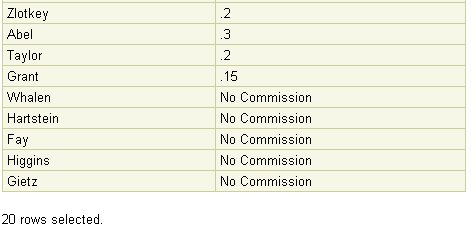 Zlotkey .2
Abel .3
Taylor .2
Grant .15
Whalen No Commission
Hartstein No Commission
Fay No Commission
Higgins No Commission
Gietz No Commission
20 rows selected.